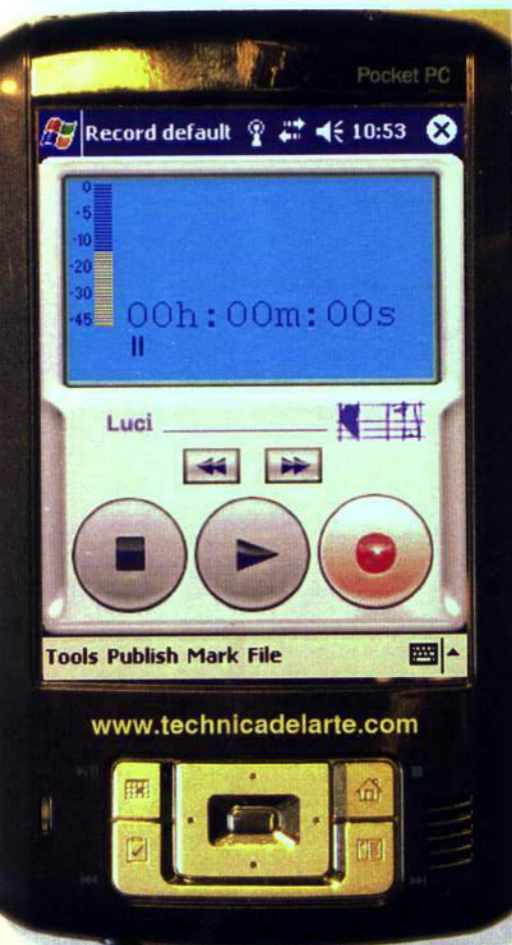 Pocket PC
Record default 10:53
0
-5
-10
-20
-30
-45
00h:00m:00s
Luci
Tools Publish Mark File
www.technicadelarte.com